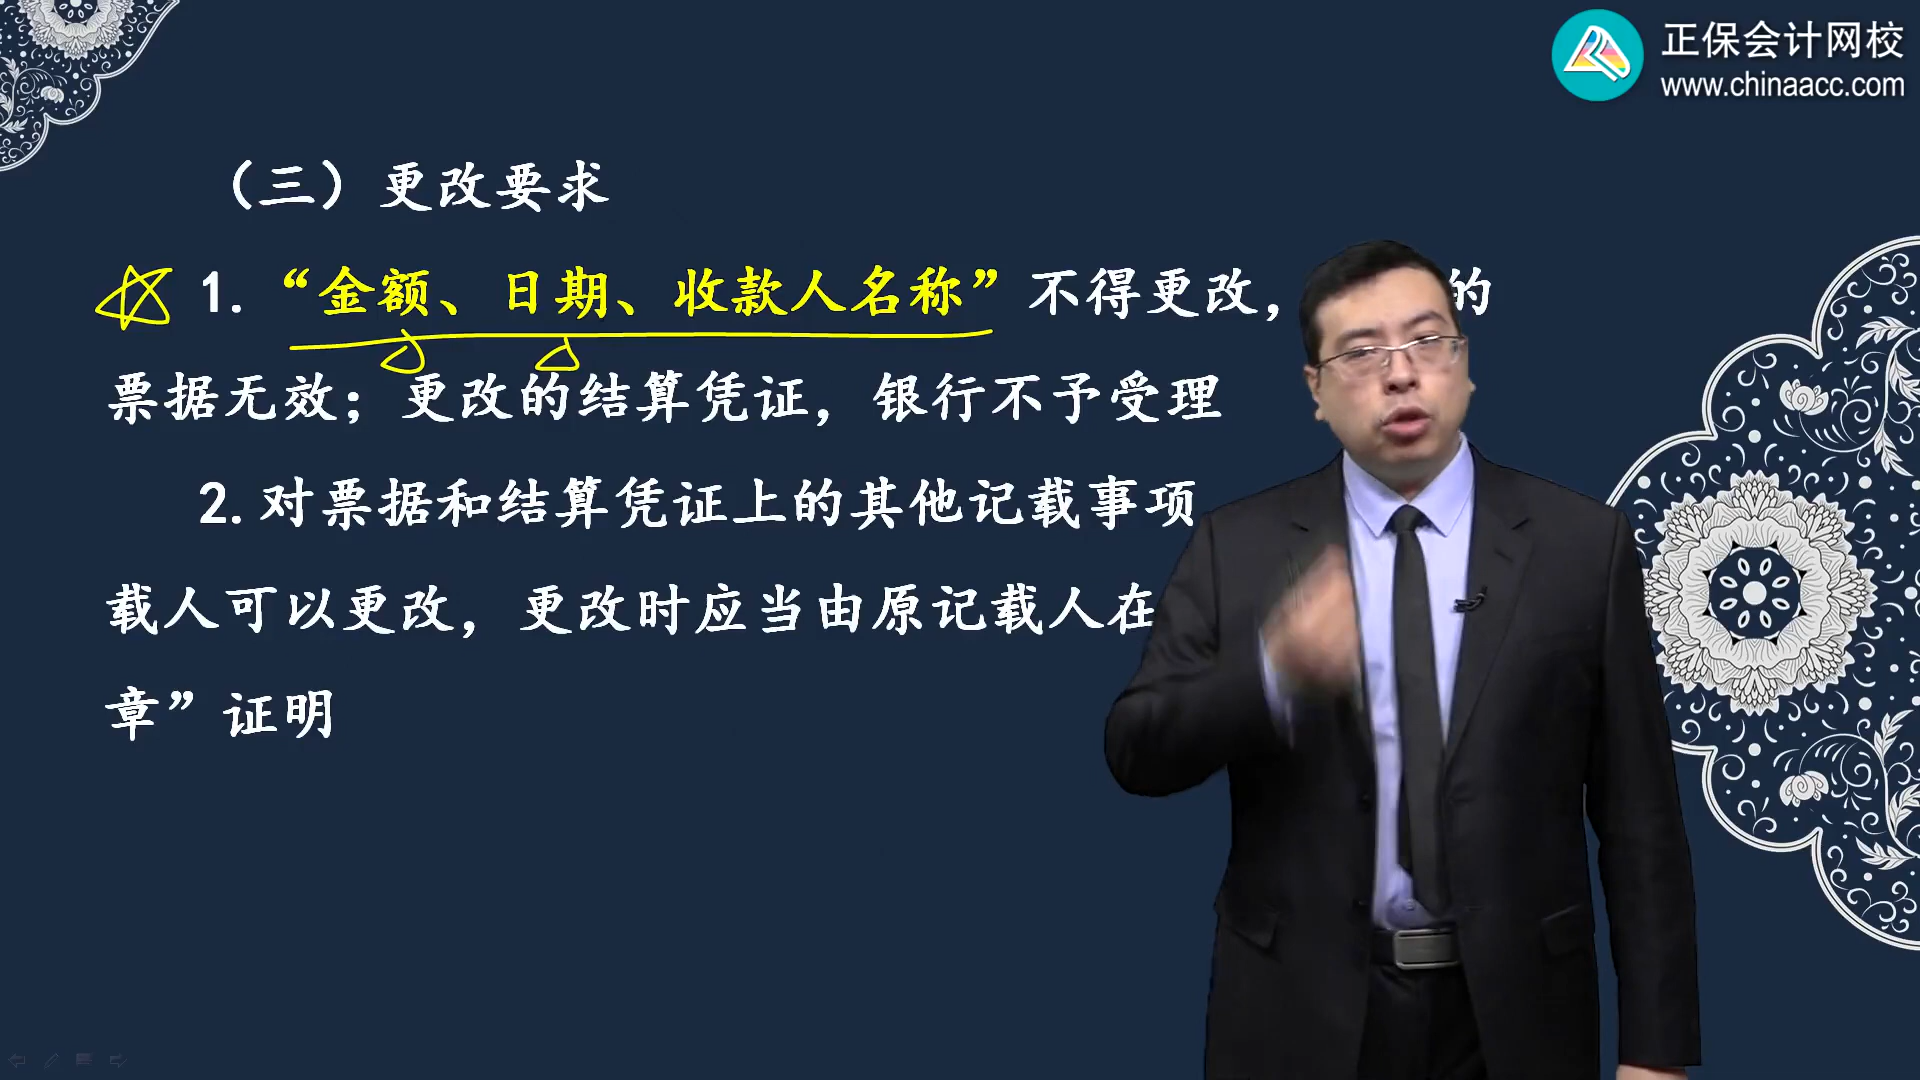 正保会计网校
www.chinaacc.com
（三）更改要求
1.“金额、日期、收款人名称”不得更改，的
票据无效；更改的结算凭证，银行不予受理
2.对票据和结算凭证上的其他记载事项
载人可以更改，更改时应当由原记载人在
章”证明